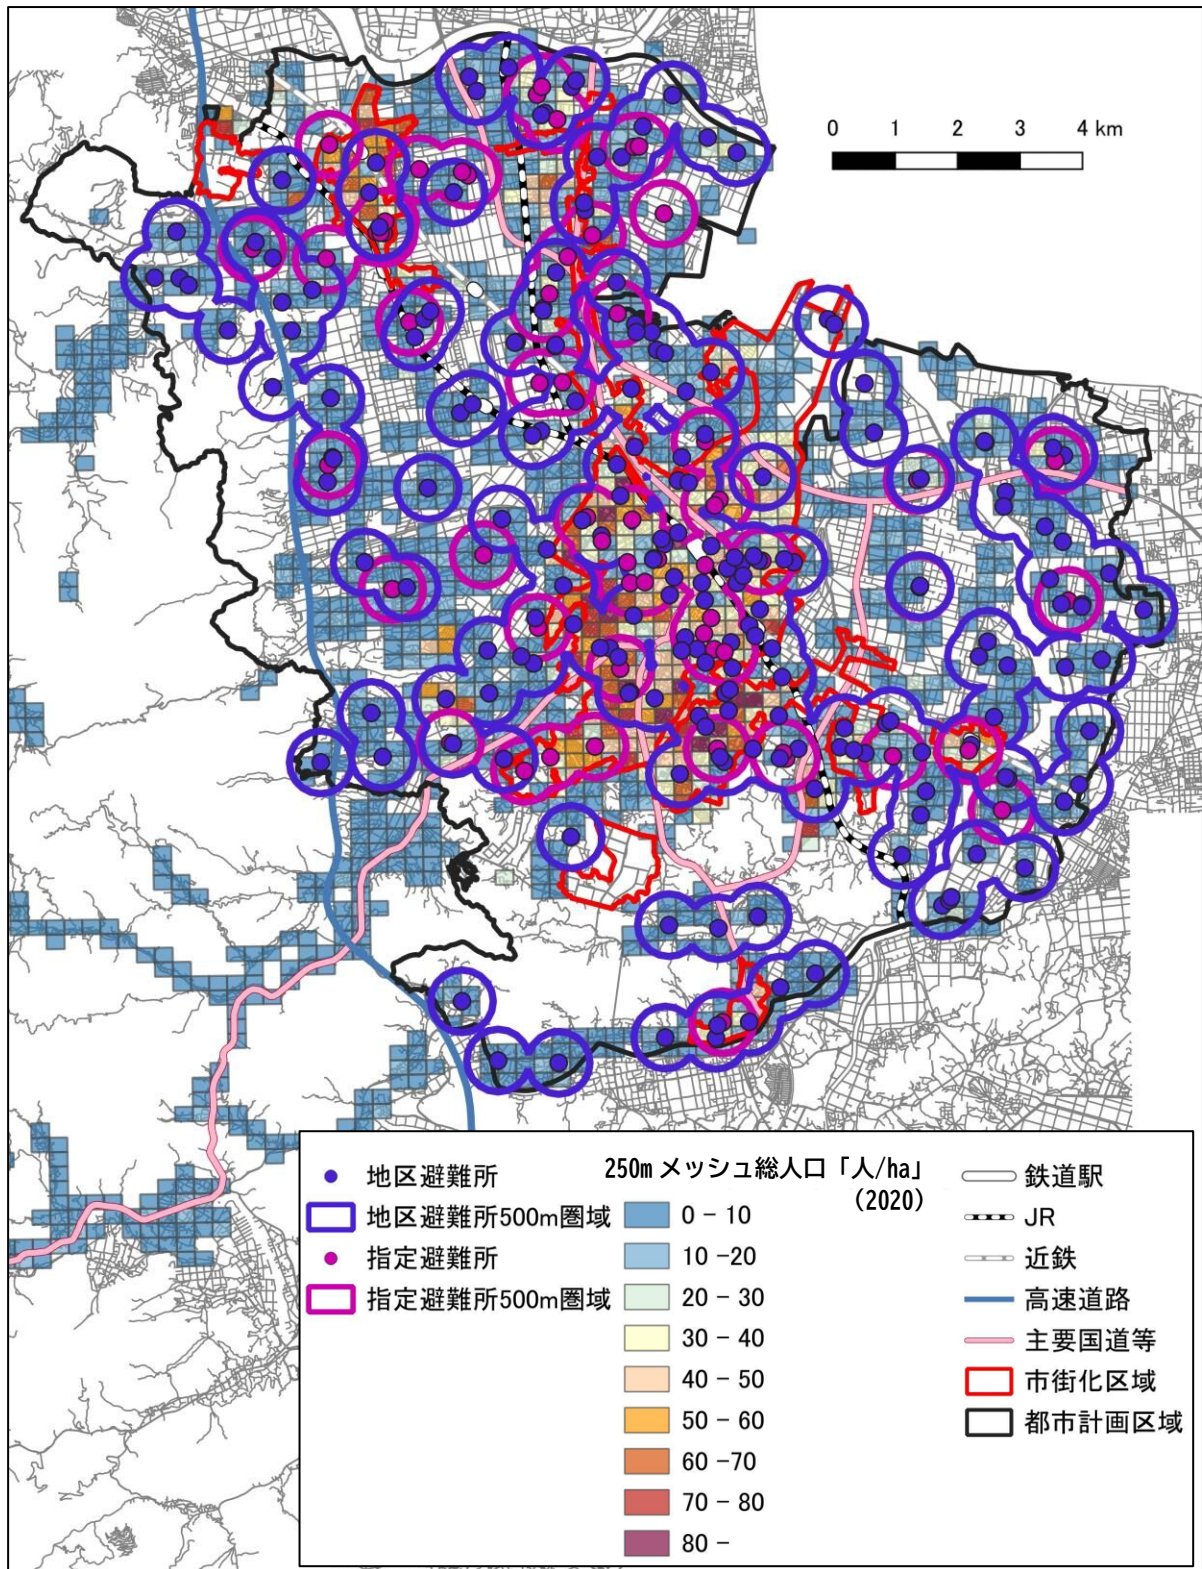 0 1 2 3 4 km
地区避難所
地区避難所500m圏域
指定避難所
指定避難所500m圏域
250m メッシュ総人口「人/ha」
(2020)
0 - 10
10 -20
20 - 30
30 - 40
40 - 50
50 - 60
60 -70
70 - 80
80 -
鉄道駅
JR
近鉄
高速道路
主要国道等
市街化区域
都市計画区域